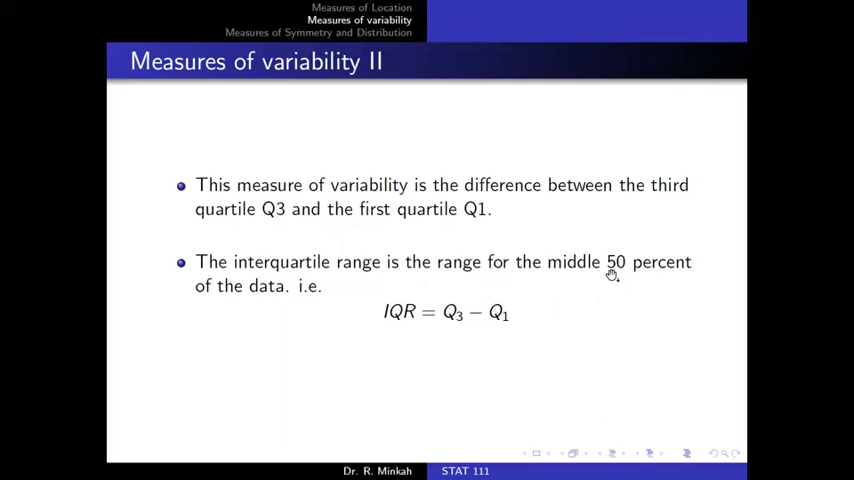 Measures of Location
Measures of variability
Measures of Symmetry and Distribution
Measures of variability II
This measure of variability is the difference between the third
quartile Q3 and the first quartile Q1.
The interquartile range is the range for the middle 50 percent
of the data. i.e.
IQR = Q₃ − Q₁
Dr. R. Minkah STAT 111